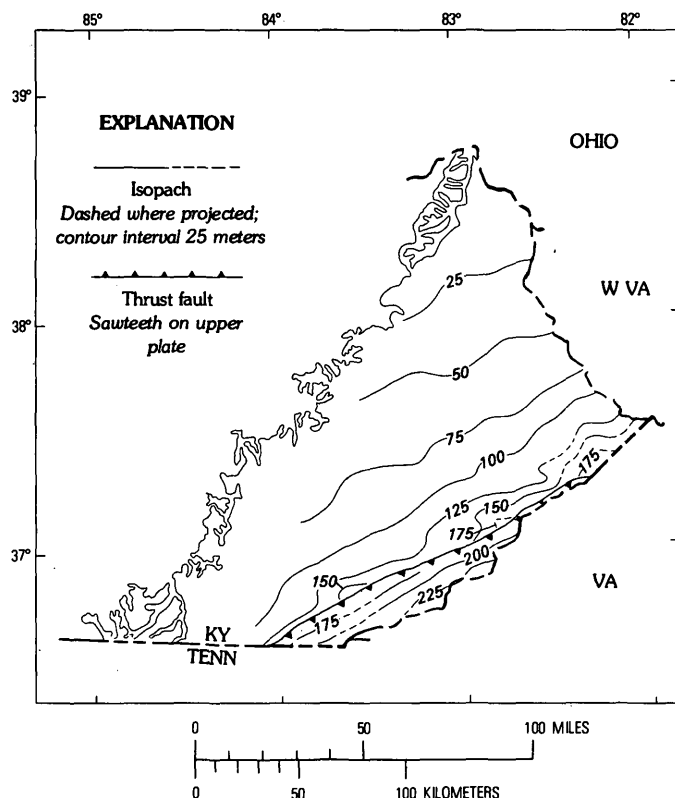 85°
84°
83°
82°
39°
38°
37°
EXPLANATION
Isopach
Dashed where projected;
contour interval 25 meters
Thrust fault
Sawteeth on upper
plate
OHIO
W VA
VA
KY
TENN
25
50
75
100
125
150
175
175
150
175
200
225
0 50 100 MILES
0 50 100 KILOMETERS